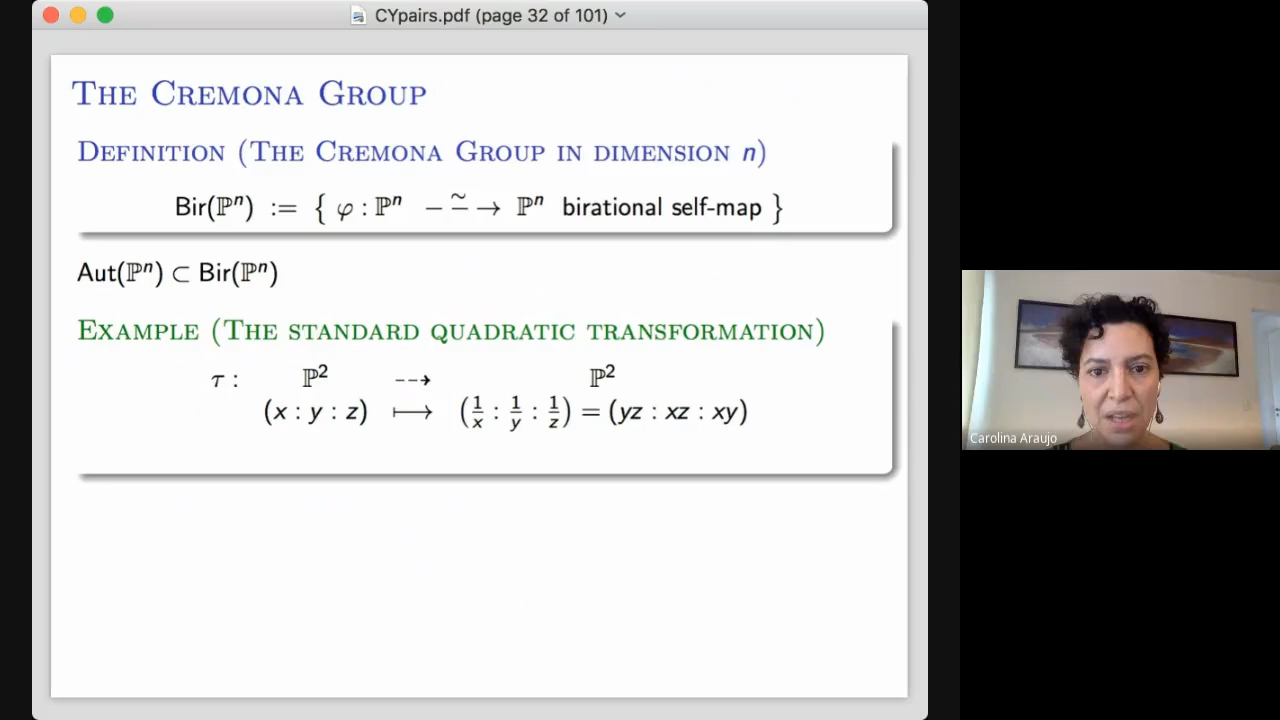 CYpairs.pdf (page 32 of 101)
The Cremona Group
Definition (The Cremona Group in dimension n)
Bir(ℙⁿ) := { φ : ℙⁿ −∼→ ℙⁿ birational self-map }
Aut(ℙⁿ) ⊂ Bir(ℙⁿ)
Example (The standard quadratic transformation)
τ : ℙ² ⇢ ℙ²
(x : y : z) ⟼ (1/x : 1/y : 1/z) = (yz : xz : xy)
Carolina Araujo